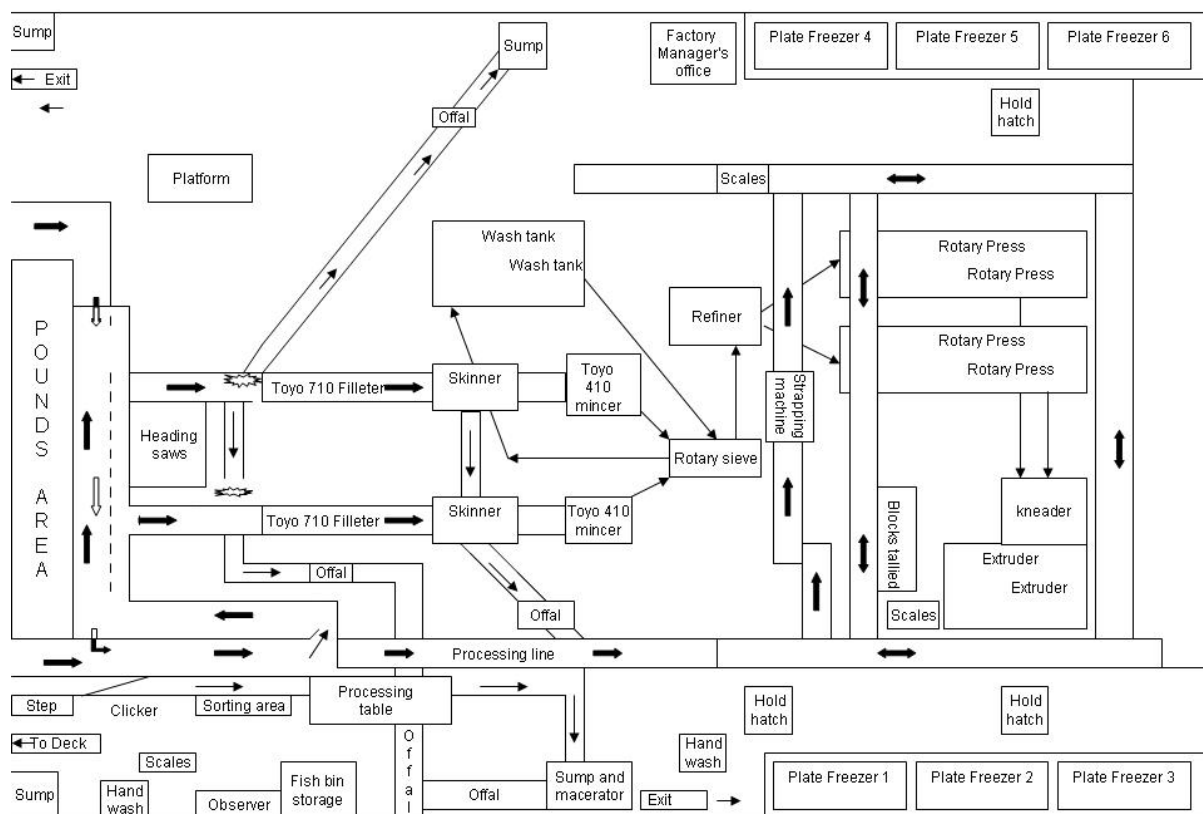 Sump
Exit
Sump
Factory
Manager's
office
Plate Freezer 4
Plate Freezer 5
Plate Freezer 6
Offal
Hold
hatch
Platform
Scales
Wash tank
Wash tank
Rotary Press
Rotary Press
Refiner
Rotary Press
Rotary Press
POUNDS AREA
Toyo 710 Filleter
Skinner
Toyo
410
mincer
Strapping
machine
Heading
saws
Rotary sieve
Toyo 710 Filleter
Skinner
Toyo 410
mincer
Blocks tallied
kneader
Extruder
Extruder
Offal
Offal
Scales
Processing line
Step
Clicker
Sorting area
Processing
table
Hold
hatch
Hold
hatch
To Deck
Scales
Offal
Hand
wash
Sump
Hand
wash
Observer
Fish bin
storage
Offal
Sump and
macerator
Exit
Plate Freezer 1
Plate Freezer 2
Plate Freezer 3